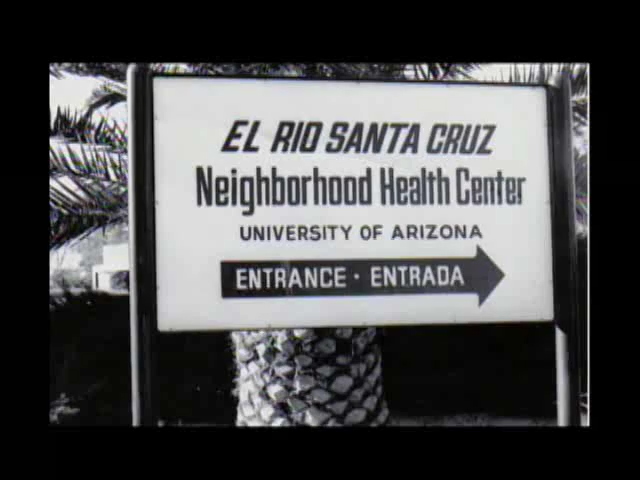 EL RIO SANTA CRUZ
Neighborhood Health Center
UNIVERSITY OF ARIZONA
ENTRANCE · ENTRADA